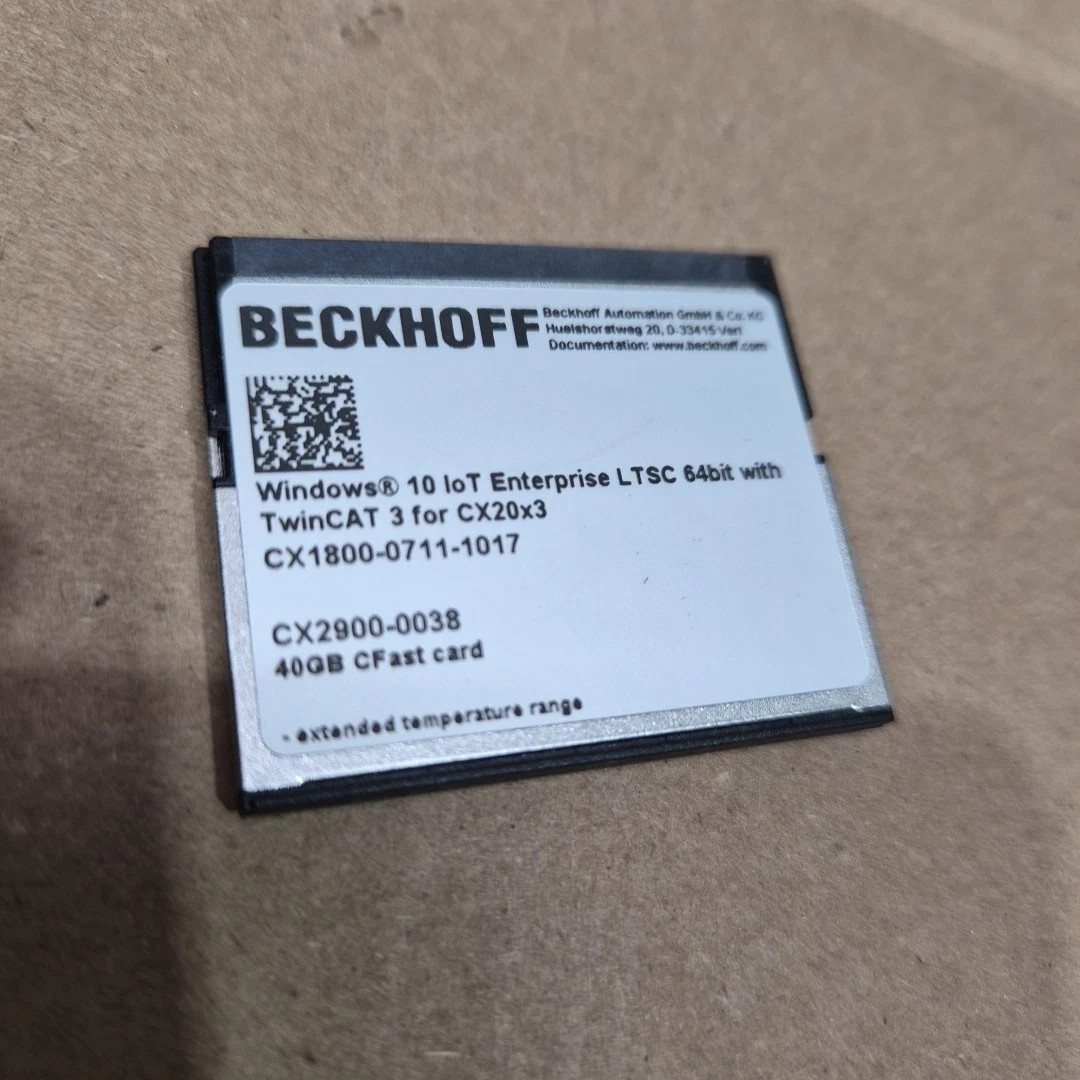 BECKHOFF
Beckhoff Automation GmbH & Co. KG
Huelshorstweg 20, D-33415 Verl
Documentation: www.beckhoff.com
Windows® 10 IoT Enterprise LTSC 64bit with
TwinCAT 3 for CX20x3
CX1800-0711-1017
CX2900-0038
40GB CFast card
- extended temperature range